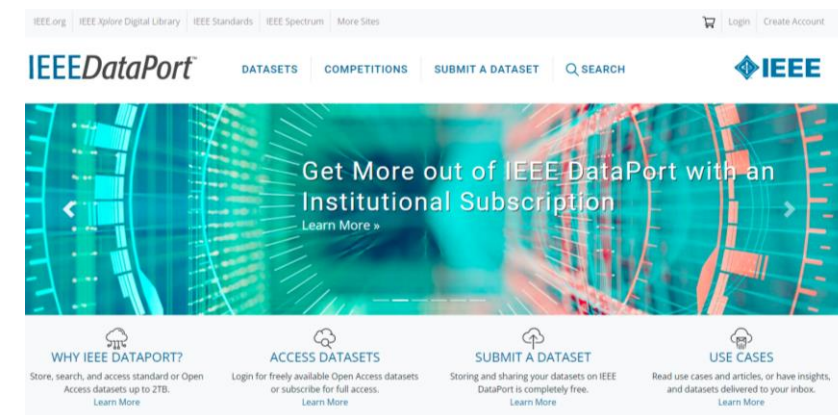 IEEE.org IEEE Xplore Digital Library IEEE Standards IEEE Spectrum More Sites Login Create Account
IEEEDataPort™ DATASETS COMPETITIONS SUBMIT A DATASET SEARCH IEEE
Get More out of IEEE DataPort with an
Institutional Subscription
Learn More »
WHY IEEE DATAPORT?
Store, search, and access standard or Open
Access datasets up to 2TB.
Learn More
ACCESS DATASETS
Login for freely available Open Access datasets
or subscribe for full access.
Learn More
SUBMIT A DATASET
Storing and sharing your datasets on IEEE
DataPort is completely free.
Learn More
USE CASES
Read use cases and articles, or have insights,
and datasets delivered to your inbox.
Learn More